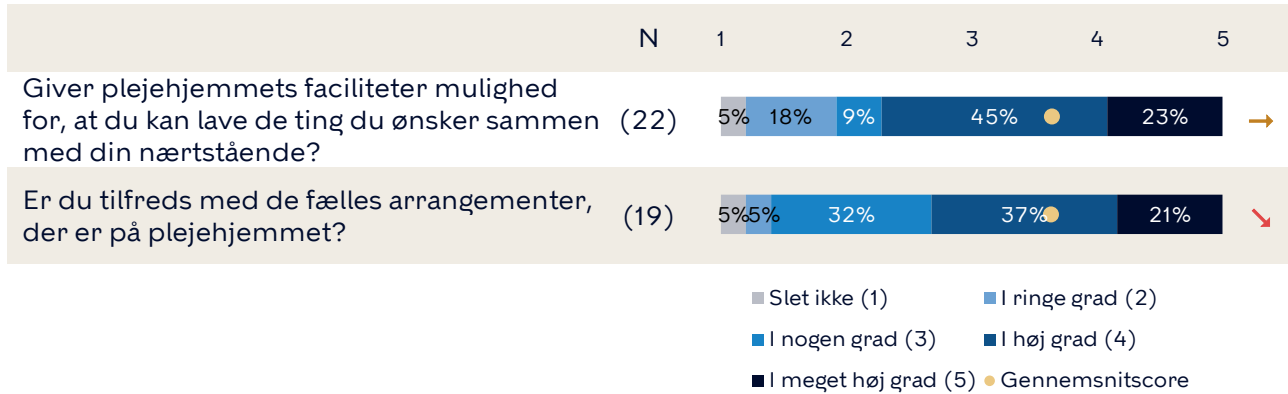 N 1 2 3 4 5
Giver plejehjemmets faciliteter mulighed
for, at du kan lave de ting du ønsker sammen
med din nærtstående?
(22) 5% 18% 9% 45% 23%
Er du tilfreds med de fælles arrangementer,
der er på plejehjemmet?
(19) 5% 5% 32% 37% 21%
Slet ikke (1) I ringe grad (2)
I nogen grad (3) I høj grad (4)
I meget høj grad (5) Gennemsnitscore